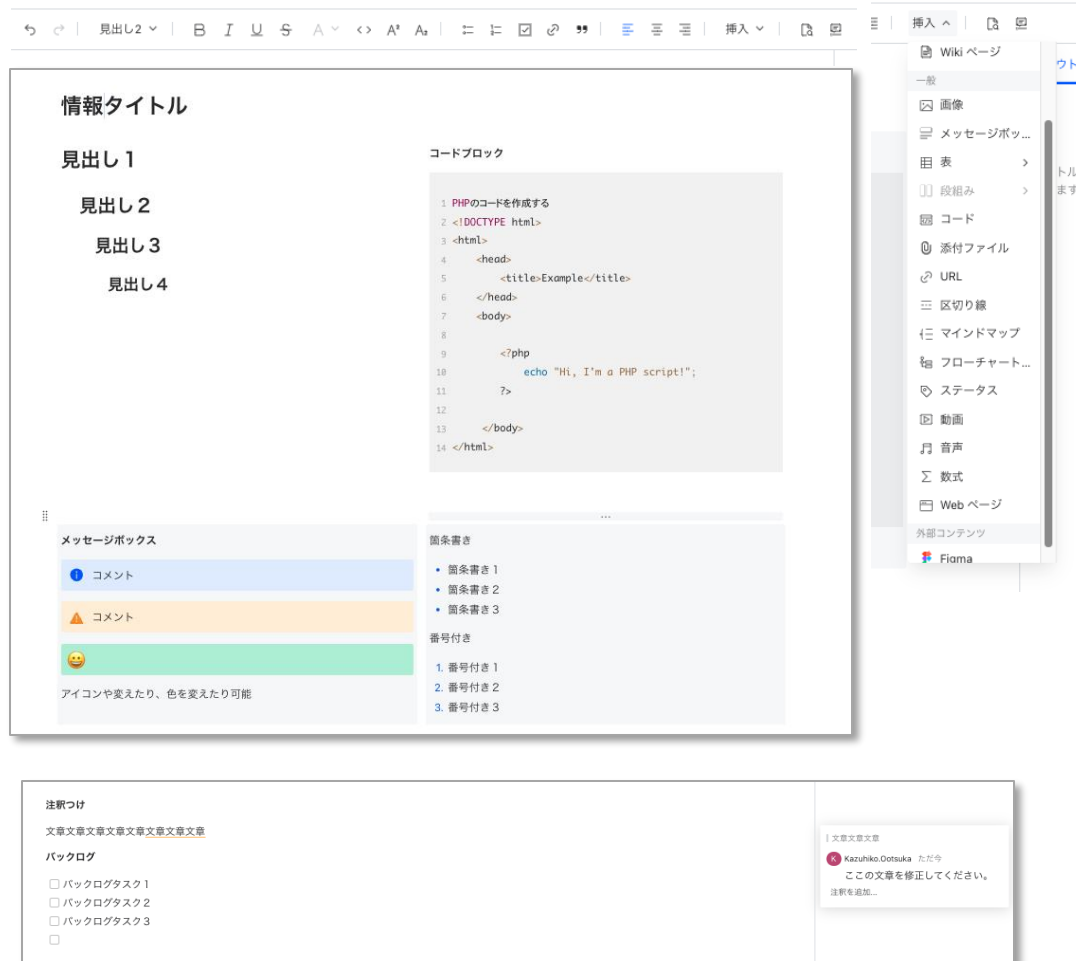 見出し2
B I U S A A² A₂
挿入
情報タイトル
見出し1
見出し2
見出し3
見出し4
コードブロック
1 PHPのコードを作成する
2 <!DOCTYPE html>
3 <html>
4 <head>
5 <title>Example</title>
6 </head>
7 <body>
8
9 <?php
10 echo "Hi, I'm a PHP script!";
11 ?>
12
13 </body>
14 </html>
メッセージボックス
コメント
コメント
アイコンや変えたり、色を変えたり可能
箇条書き
• 箇条書き1
• 箇条書き2
• 箇条書き3
番号付き
1. 番号付き1
2. 番号付き2
3. 番号付き3
挿入
Wiki ページ
一般
画像
メッセージボッ...
表
段組み
コード
添付ファイル
URL
区切り線
マインドマップ
フローチャート...
ステータス
動画
音声
数式
Web ページ
外部コンテンツ
Figma
ウト
トル
ます
注釈つけ
文章文章文章文章文章文章文章文章
バックログ
バックログタスク1
バックログタスク2
バックログタスク3
文章文章文章
K Kazuhiko.Ootsuka ただ今
ここの文章を修正してください。
注釈を追加...